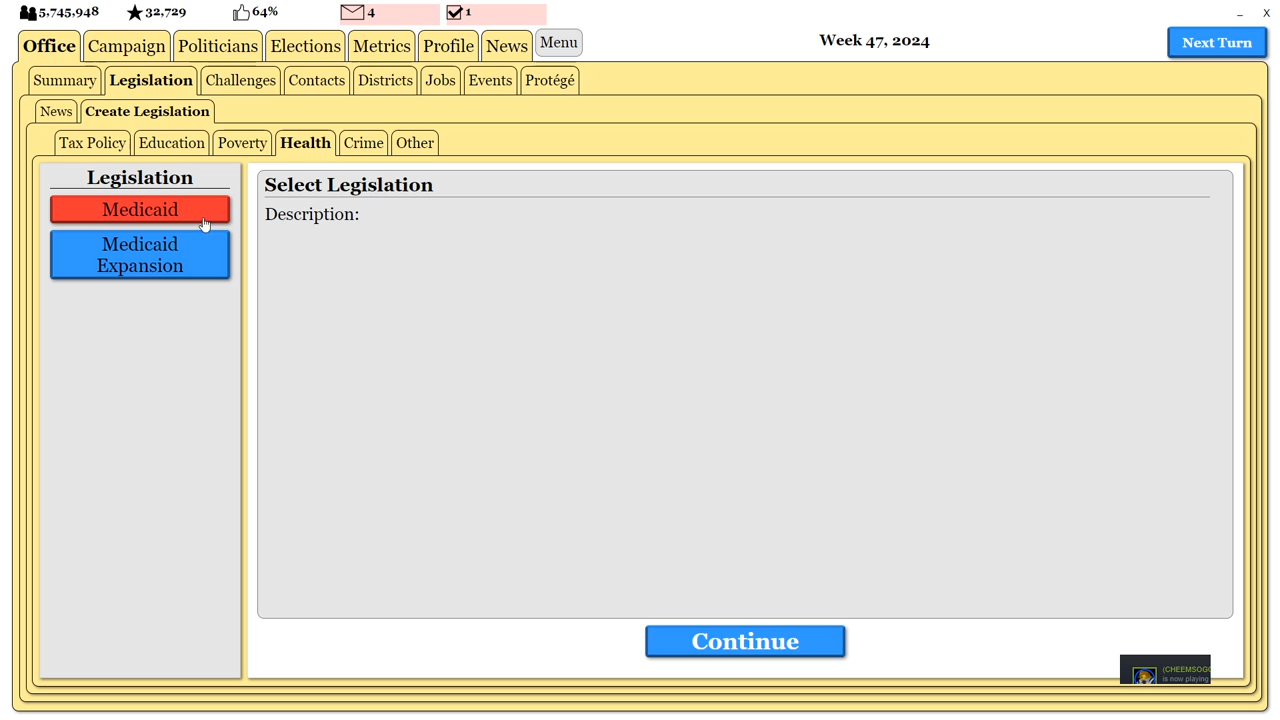 5,745,948 32,729 64% 4 1 _ X
Office Campaign Politicians Elections Metrics Profile News Menu Week 47, 2024 Next Turn
Summary Legislation Challenges Contacts Districts Jobs Events Protégé
News Create Legislation
Tax Policy Education Poverty Health Crime Other
Legislation
Medicaid
Medicaid
Expansion
Select Legislation
Description:
Continue
is now playing